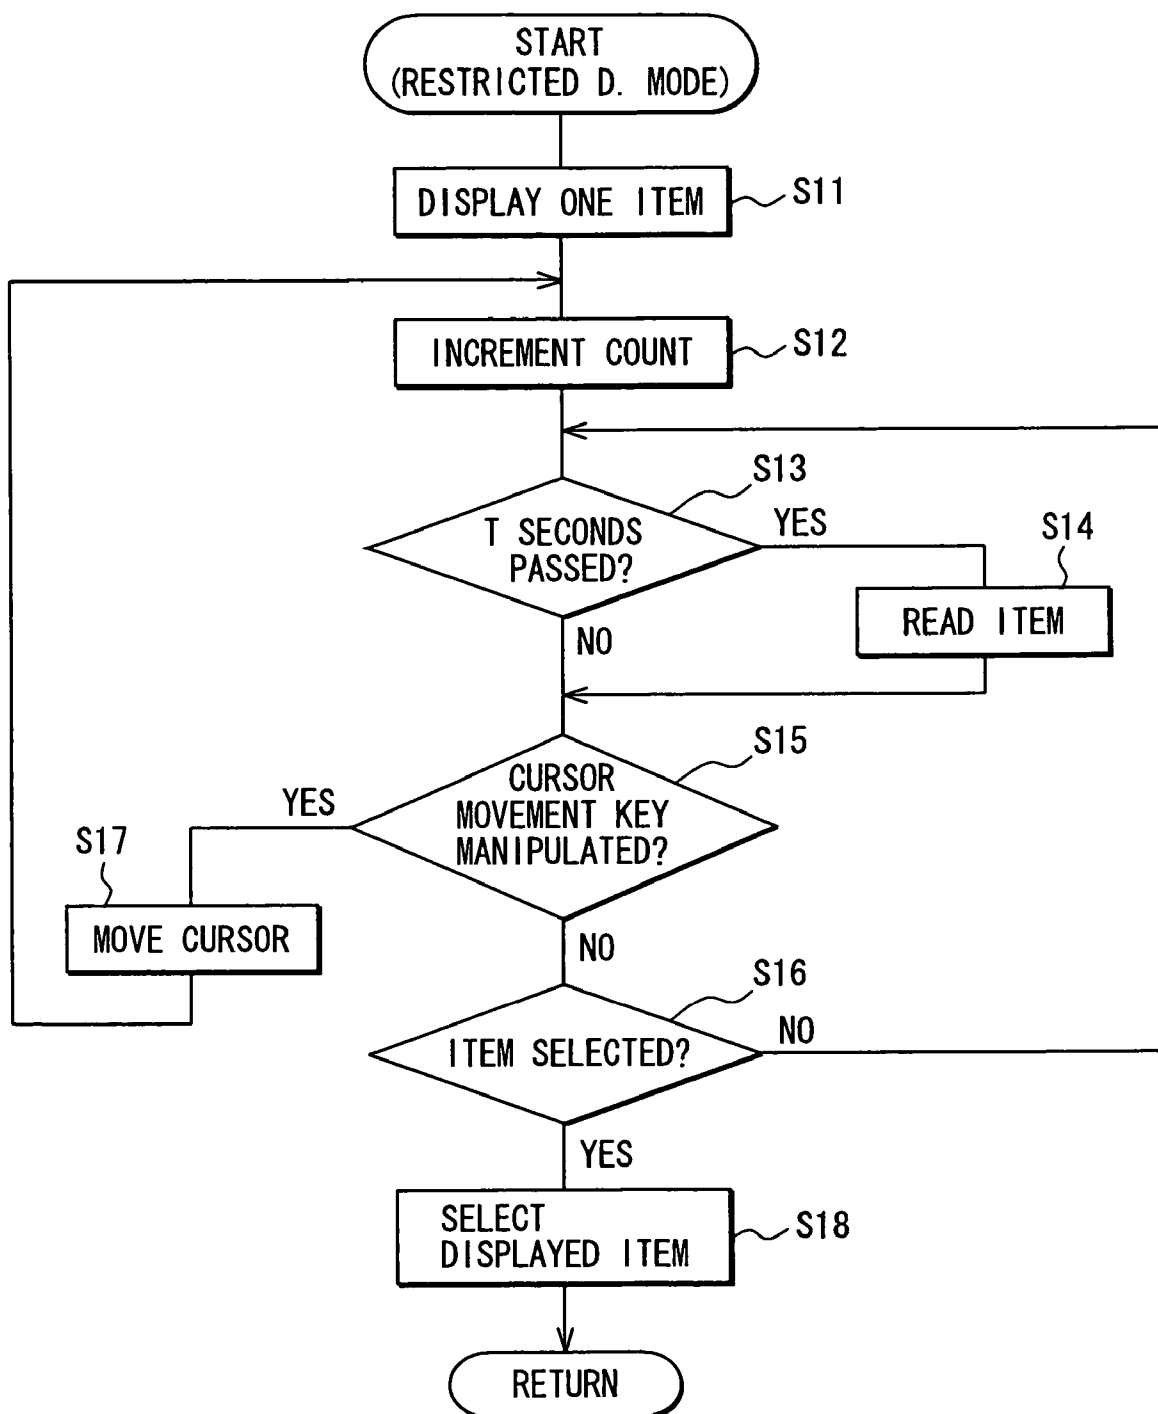 START
(RESTRICTED D. MODE)
DISPLAY ONE ITEM
S11
INCREMENT COUNT
S12
S13
T SECONDS
PASSED?
YES
S14
READ ITEM
NO
S15
CURSOR
MOVEMENT KEY
MANIPULATED?
YES
S17
MOVE CURSOR
NO
S16
ITEM SELECTED?
NO
YES
SELECT
DISPLAYED ITEM
S18
RETURN